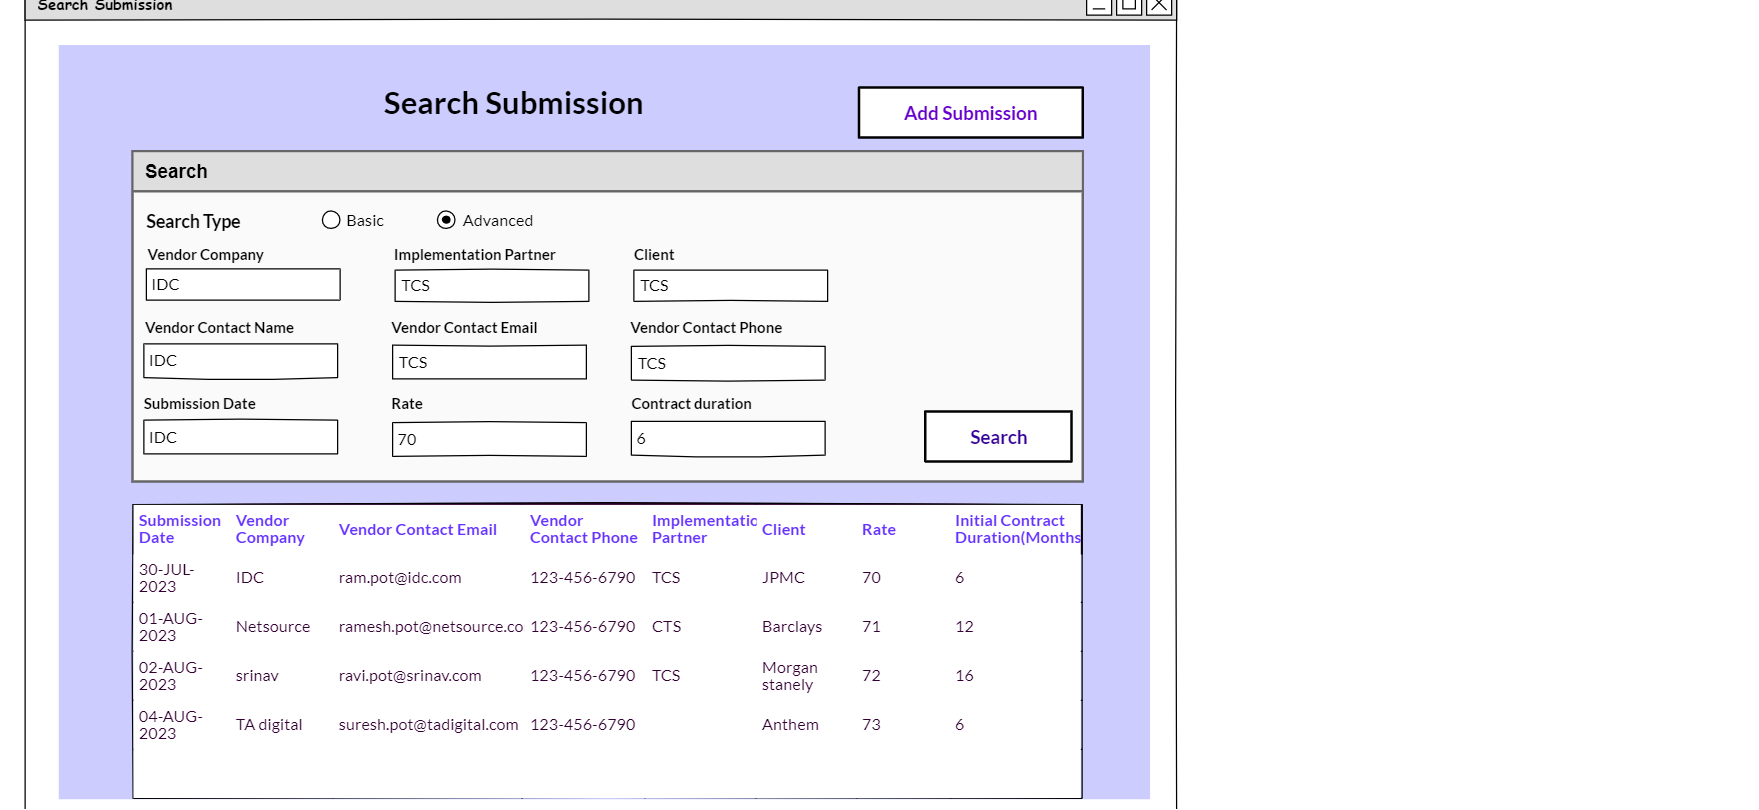 Search Submission
Search Submission
Add Submission
Search
Search Type Basic Advanced
Vendor Company Implementation Partner Client
IDC TCS TCS
Vendor Contact Name Vendor Contact Email Vendor Contact Phone
IDC TCS TCS
Submission Date Rate Contract duration
IDC 70 6
Search
Submission Date Vendor Company Vendor Contact Email Vendor Contact Phone Implementatic Partner Client Rate Initial Contract Duration(Months
30-JUL-2023 IDC ram.pot@idc.com 123-456-6790 TCS JPMC 70 6
01-AUG-2023 Netsource ramesh.pot@netsource.co 123-456-6790 CTS Barclays 71 12
02-AUG-2023 srinav ravi.pot@srinav.com 123-456-6790 TCS Morgan stanely 72 16
04-AUG-2023 TA digital suresh.pot@tadigital.com 123-456-6790 Anthem 73 6